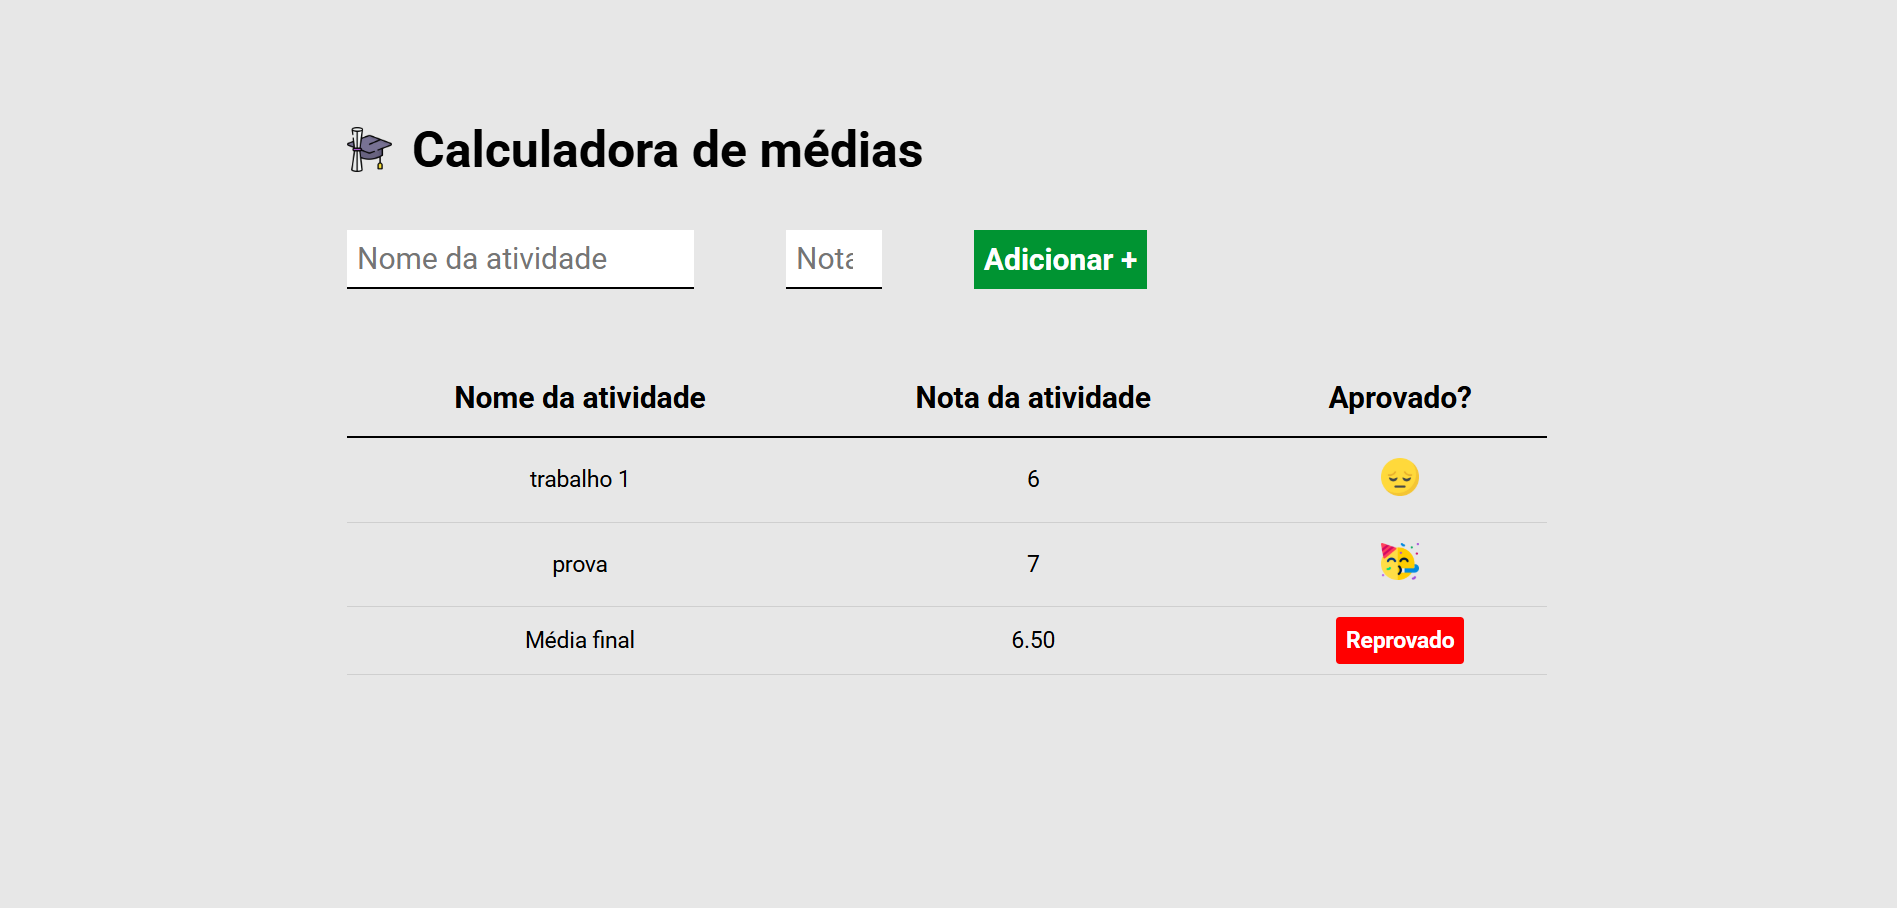 Calculadora de médias
Nome da atividade Nota Adicionar +
Nome da atividade Nota da atividade Aprovado?
trabalho 1 6
prova 7
Média final 6.50 Reprovado